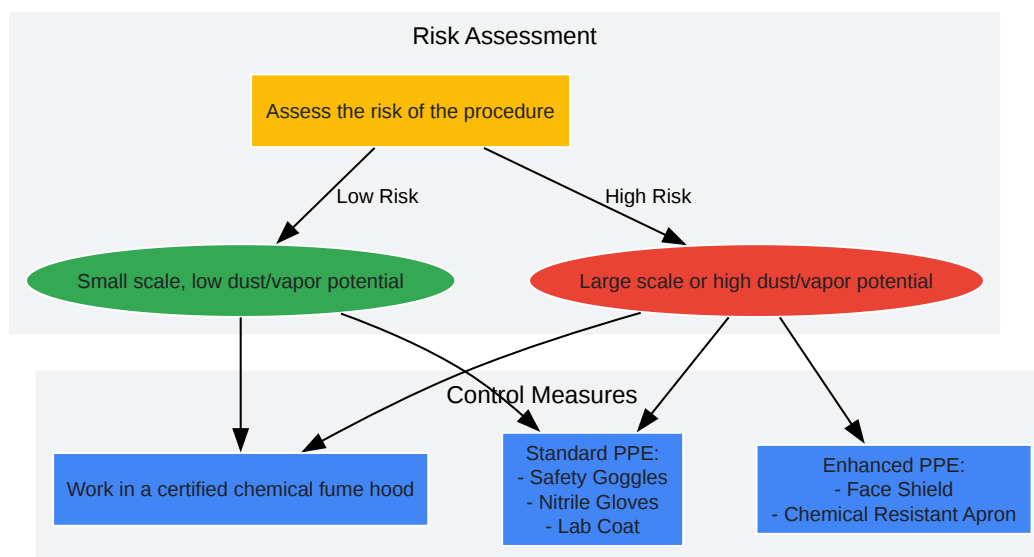 Risk Assessment
Assess the risk of the procedure
Low Risk
High Risk
Small scale, low dust/vapor potential
Large scale or high dust/vapor potential
Control Measures
Work in a certified chemical fume hood
Standard PPE:
- Safety Goggles
- Nitrile Gloves
- Lab Coat
Enhanced PPE:
- Face Shield
- Chemical Resistant Apron